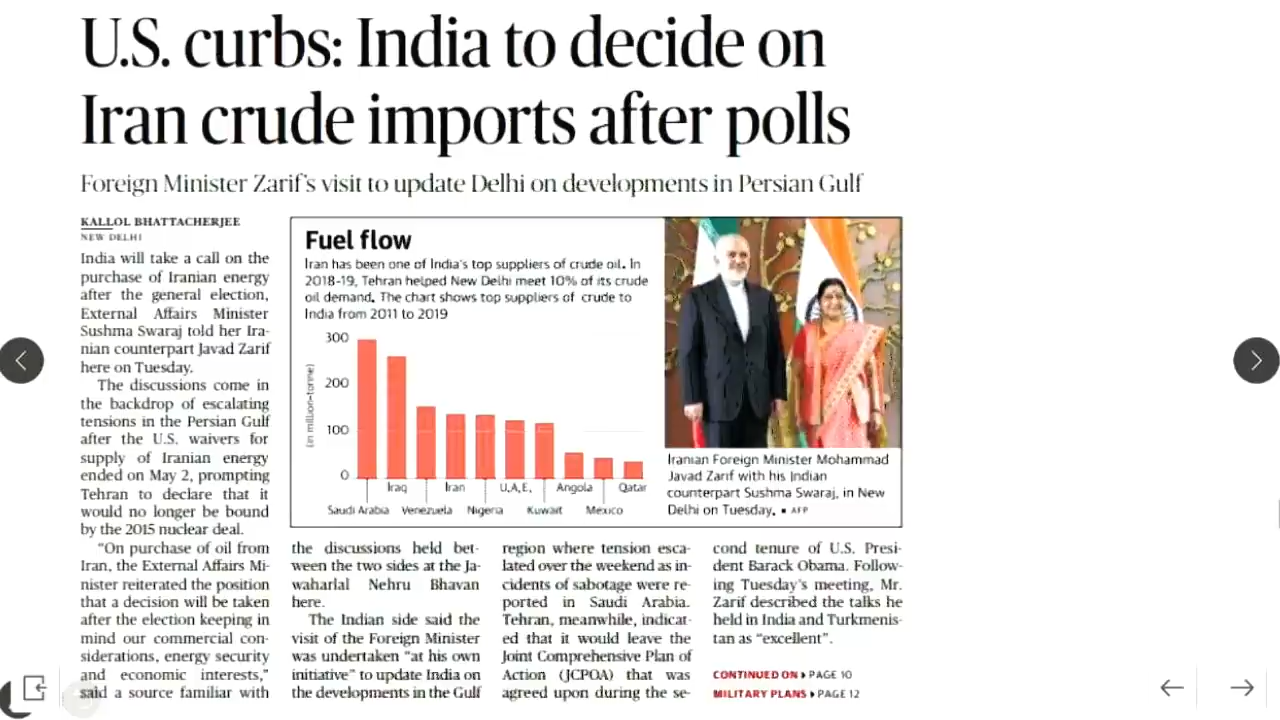 U.S. curbs: India to decide on
Iran crude imports after polls
Foreign Minister Zarif's visit to update Delhi on developments in Persian Gulf
KALLOL BHATTACHERJEE
NEW DELHI
India will take a call on the
purchase of Iranian energy
after the general election,
External Affairs Minister
Sushma Swaraj told her Ira-
nian counterpart Javad Zarif
here on Tuesday.
The discussions come in
the backdrop of escalating
tensions in the Persian Gulf
after the U.S. waivers for
supply of Iranian energy
ended on May 2, prompting
Tehran to declare that it
would no longer be bound
by the 2015 nuclear deal.
"On purchase of oil from
Iran, the External Affairs Mi-
nister reiterated the position
that a decision will be taken
after the election keeping in
mind our commercial con-
siderations, energy security
and economic interests,"
said a source familiar with
Fuel flow
Iran has been one of India's top suppliers of crude oil. In
2018-19, Tehran helped New Delhi meet 10% of its crude
oil demand. The chart shows top suppliers of crude to
India from 2011 to 2019
(in million-tonne)
300
200
100
0
Iraq Iran U.A.E. Angola Qatar
Saudi Arabia Venezuela Nigeria Kuwait Mexico
Iranian Foreign Minister Mohammad
Javad Zarif with his Indian
counterpart Sushma Swaraj, in New
Delhi on Tuesday. ▪ AFP
the discussions held bet-
ween the two sides at the Ja-
waharlal Nehru Bhavan
here.
The Indian side said the
visit of the Foreign Minister
was undertaken "at his own
initiative" to update India on
the developments in the Gulf
region where tension esca-
lated over the weekend as in-
cidents of sabotage were re-
ported in Saudi Arabia.
Tehran, meanwhile, indicat-
ed that it would leave the
Joint Comprehensive Plan of
Action (JCPOA) that was
agreed upon during the se-
cond tenure of U.S. Presi-
dent Barack Obama. Follow-
ing Tuesday's meeting, Mr.
Zarif described the talks he
held in India and Turkmenis-
tan as "excellent".
CONTINUED ON ▸ PAGE 10
MILITARY PLANS ▸ PAGE 12